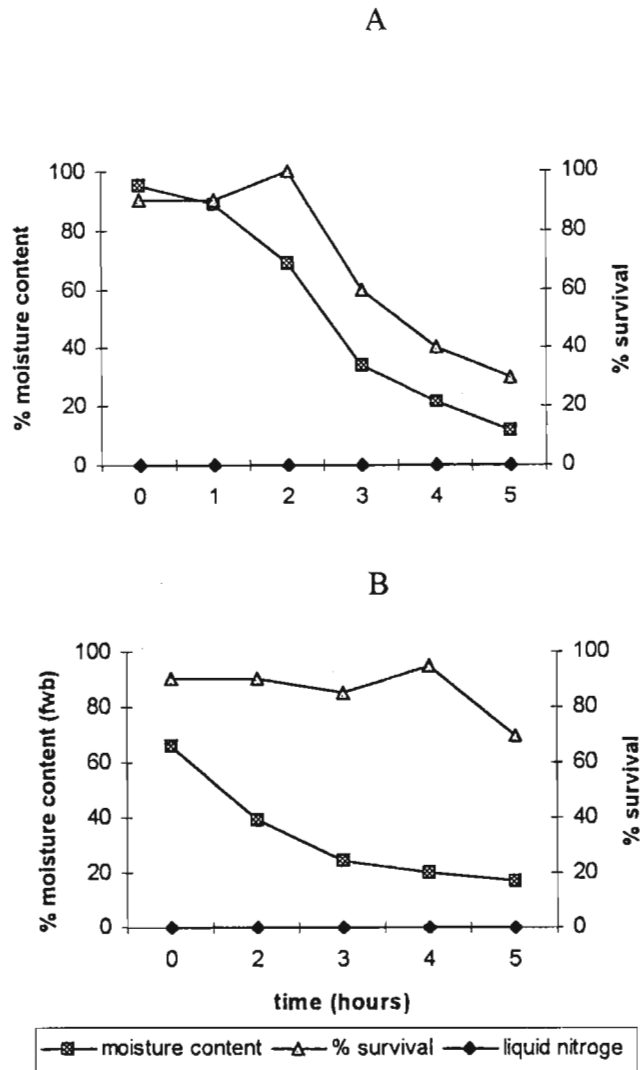 A
100
80
60
40
20
0
% moisture content
100
80
60
40
20
0
% survival
0 1 2 3 4 5
B
100
80
60
40
20
0
% moisture content (fwb)
100
80
60
40
20
0
% survival
0 2 3 4 5
time (hours)
moisture content % survival liquid nitroge